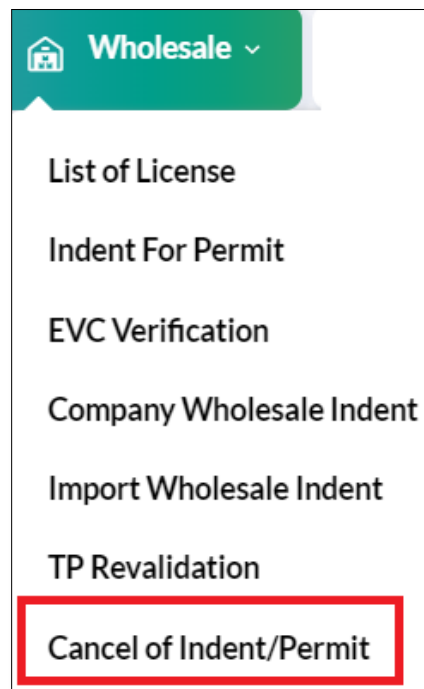 Wholesale
List of License
Indent For Permit
EVC Verification
Company Wholesale Indent
Import Wholesale Indent
TP Revalidation
Cancel of Indent/Permit